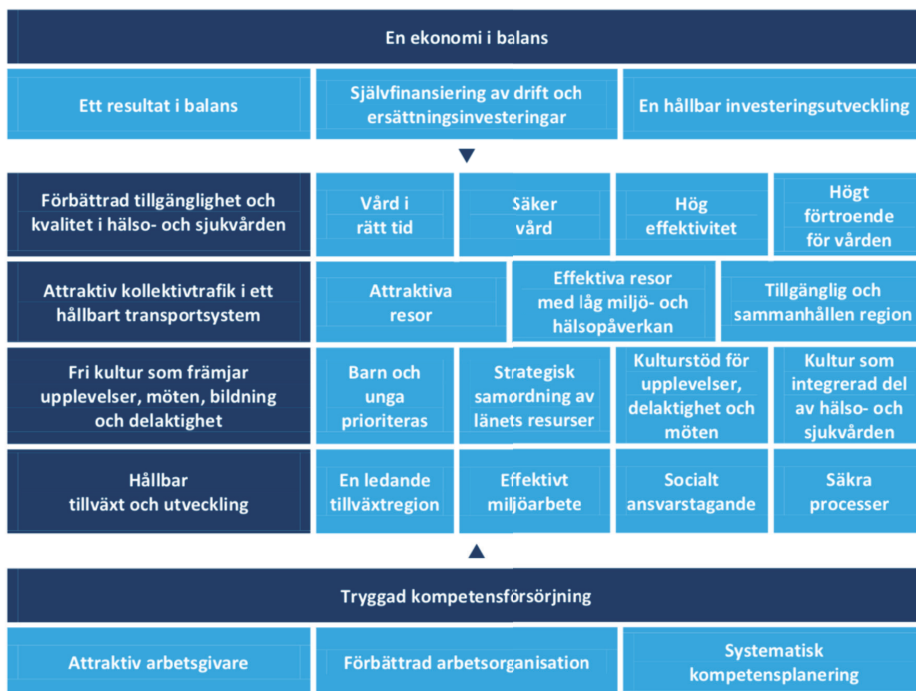 En ekonomi i balans
Ett resultat i balans
Självfinansiering av drift och
ersättningsinvesteringar
En hållbar investeringsutveckling
Förbättrad tillgänglighet och
kvalitet i hälso- och sjukvården
Vård i
rätt tid
Säker
vård
Hög
effektivitet
Högt
förtroende
för vården
Attraktiv kollektivtrafik i ett
hållbart transportsystem
Attraktiva
resor
Effektiva resor
med låg miljö- och
hälsopåverkan
Tillgänglig och
sammanhållen region
Fri kultur som främjar
upplevelser, möten, bildning
och delaktighet
Barn och
unga
prioriteras
Strategisk
samordning av
länets resurser
Kulturstöd för
upplevelser,
delaktighet och
möten
Kultur som
integrerad del
av hälso- och
sjukvården
Hållbar
tillväxt och utveckling
En ledande
tillväxtregion
Effektivt
miljöarbete
Socialt
ansvarstagande
Säkra
processer
Tryggad kompetensförsörjning
Attraktiv arbetsgivare
Förbättrad arbetsorganisation
Systematisk
kompetensplanering